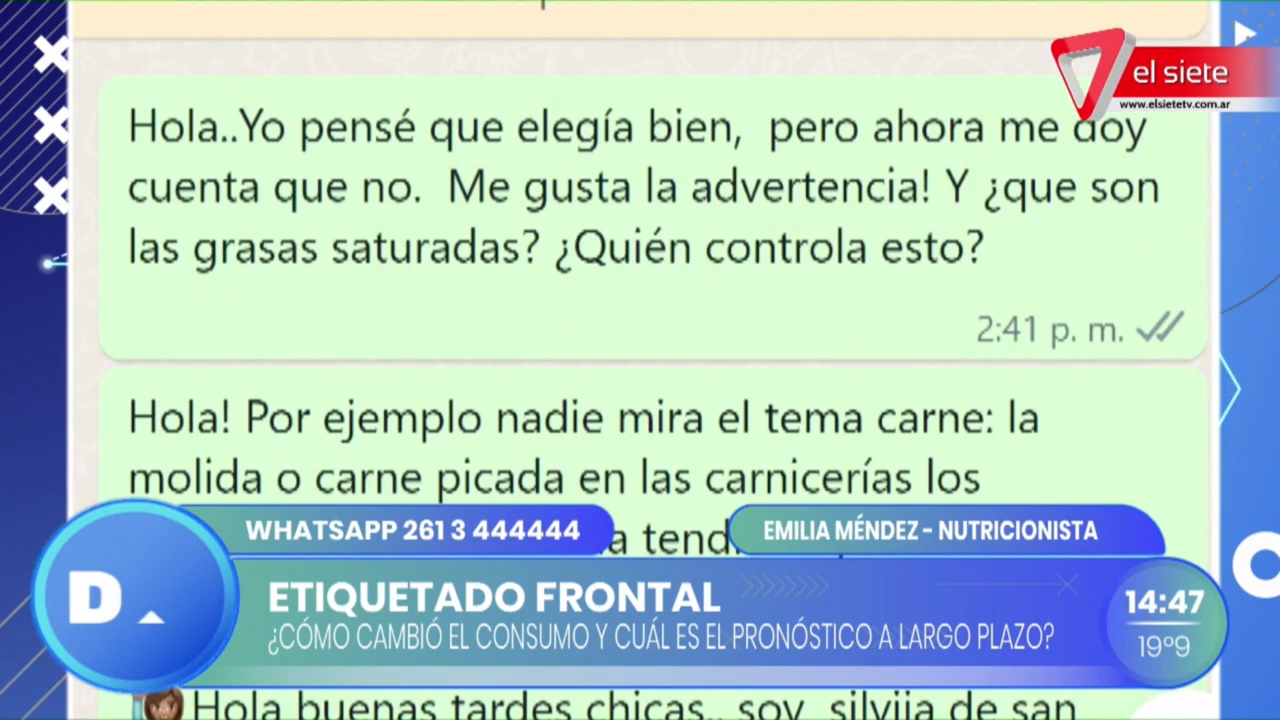 el siete
www.elsietetv.com.ar
Hola..Yo pensé que elegía bien,  pero ahora me doy
cuenta que no.  Me gusta la advertencia! Y ¿que son
las grasas saturadas? ¿Quién controla esto?
2:41 p. m.
Hola! Por ejemplo nadie mira el tema carne: la
molida o carne picada en las carnicerías los
WHATSAPP 261 3 444444
EMILIA MÉNDEZ - NUTRICIONISTA
D.
ETIQUETADO FRONTAL
¿CÓMO CAMBIÓ EL CONSUMO Y CUÁL ES EL PRONÓSTICO A LARGO PLAZO?
14:47
19º9
Hola buenas tardes chicas.. soy  silvija de san